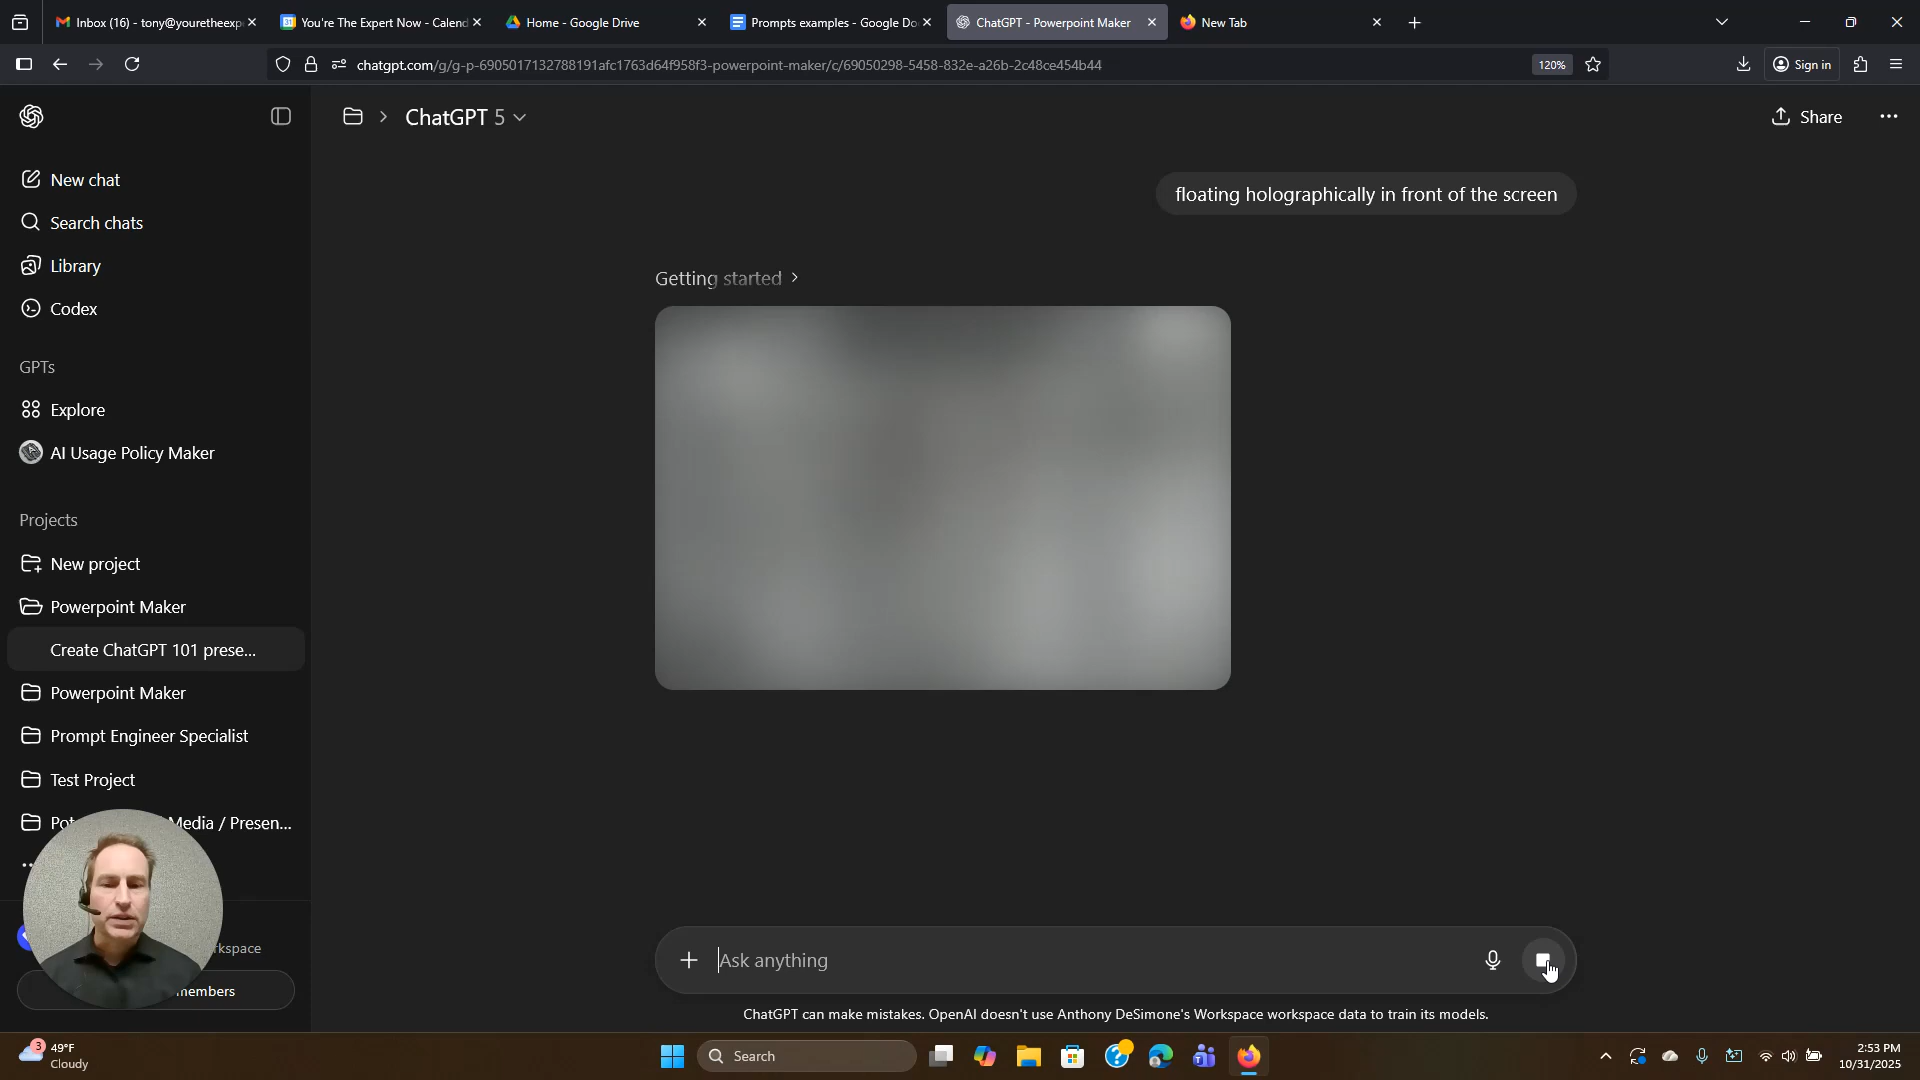 Inbox (16) - tony@youretheexp
You're The Expert Now - Calend
Home - Google Drive
Prompts examples - Google Do
ChatGPT - Powerpoint Maker
New Tab
chatgpt.com/g/g-p-6905017132788191afc1763d64f958f3-powerpoint-maker/c/69050298-5458-832e-a26b-2c48ce454b44
120%
Sign in
ChatGPT 5
Share
New chat
Search chats
Library
Codex
GPTs
Explore
AI Usage Policy Maker
Projects
New project
Powerpoint Maker
Create ChatGPT 101 prese...
Powerpoint Maker
Prompt Engineer Specialist
Test Project
Media / Presen...
floating holographically in front of the screen
Getting started
Ask anything
ChatGPT can make mistakes. OpenAI doesn't use Anthony DeSimone's Workspace workspace data to train its models.
3
49°F
Cloudy
Search
2:53 PM
10/31/2025